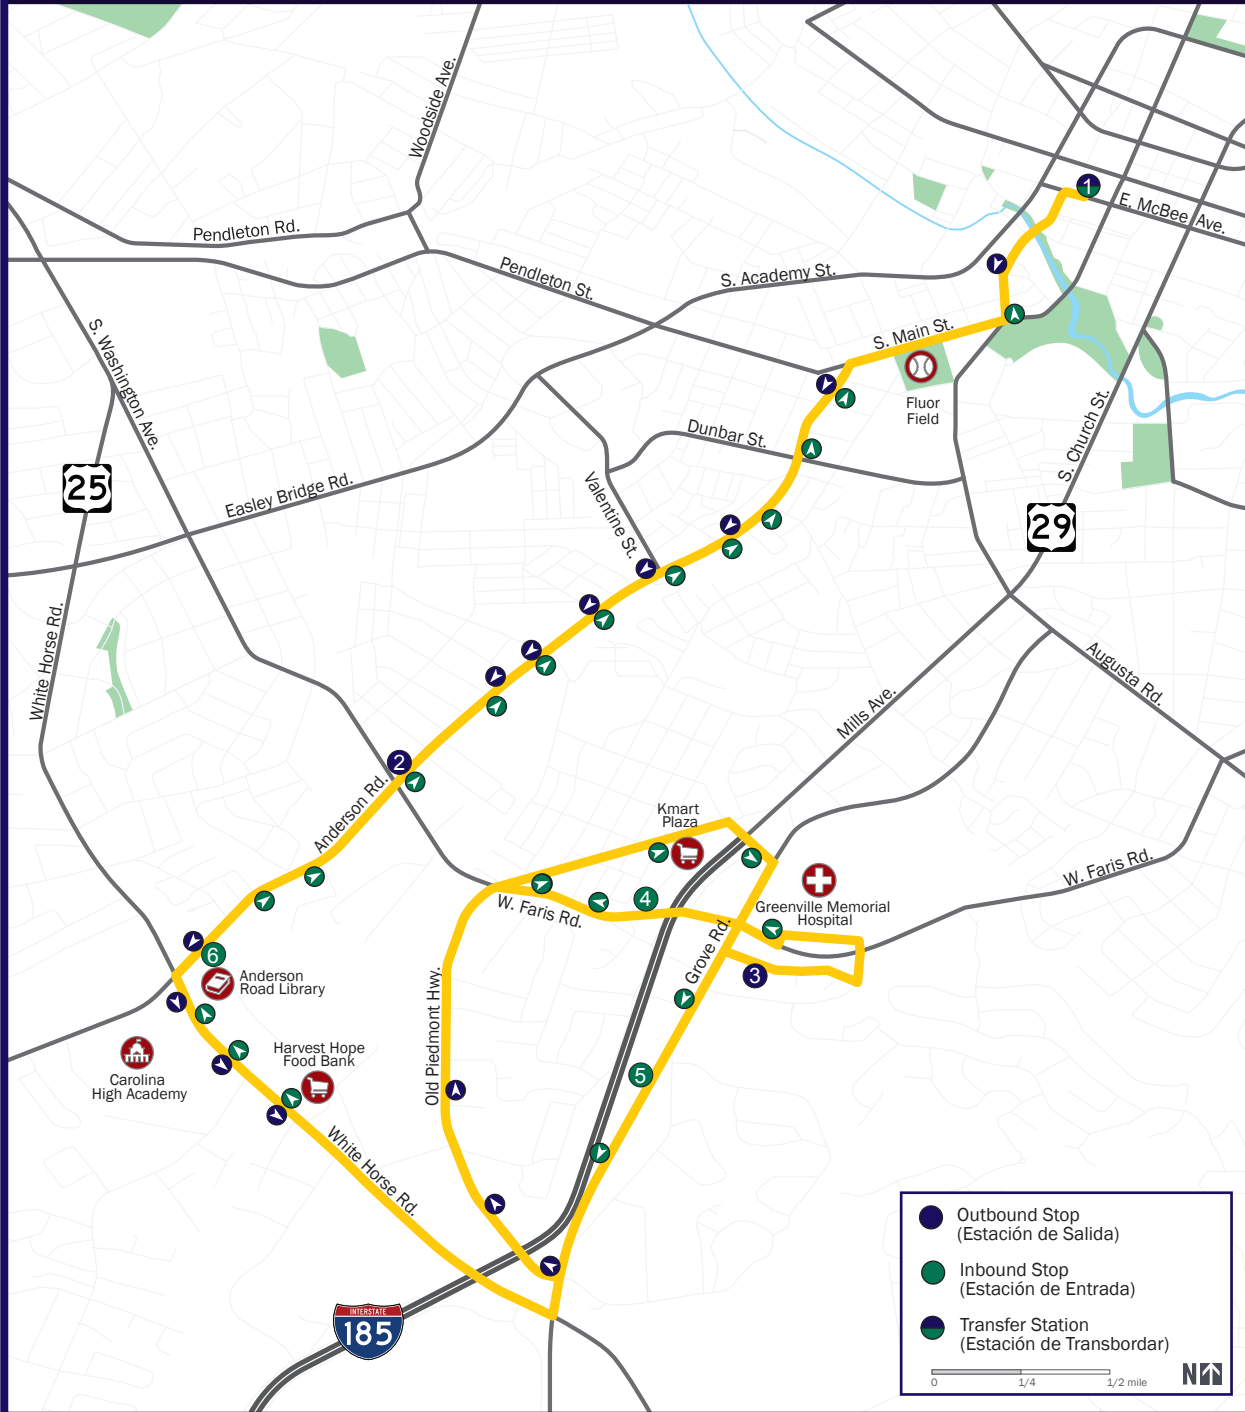 Woodside Ave.
1
E. McBee Ave.
Pendleton Rd.
Pendleton St.
S. Academy St.
S. Main St.
S. Washington Ave.
Fluor
Field
S. Church St.
Dunbar St.
25
Easley Bridge Rd.
Valentine St.
29
White Horse Rd.
Augusta Rd.
Mills Ave.
2
Anderson Rd.
Kmart
Plaza
W. Faris Rd.
W. Faris Rd.
4
Greenville Memorial
Hospital
6
Grove Rd.
3
Anderson
Road Library
Old Piedmont Hwy.
Harvest Hope
Food Bank
5
Carolina
High Academy
White Horse Rd.
INTERSTATE
185
Outbound Stop
(Estación de Salida)
Inbound Stop
(Estación de Entrada)
Transfer Station
(Estación de Transbordar)
0 1/4 1/2 mile
N